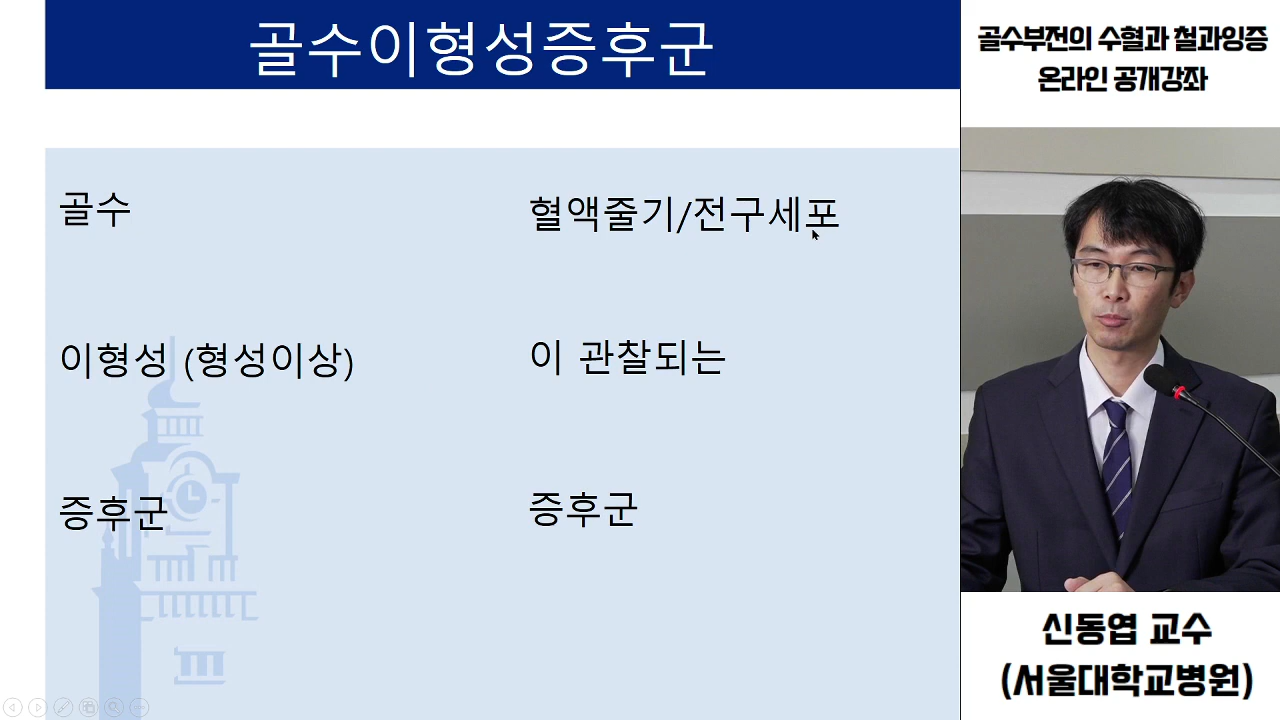 골수이형성증후군
골수
혈액줄기/전구세포
이형성 (형성이상)
이 관찰되는
증후군
증후군
골수부전의 수혈과 철과잉증
온라인 공개강좌
신동엽 교수
(서울대학교병원)